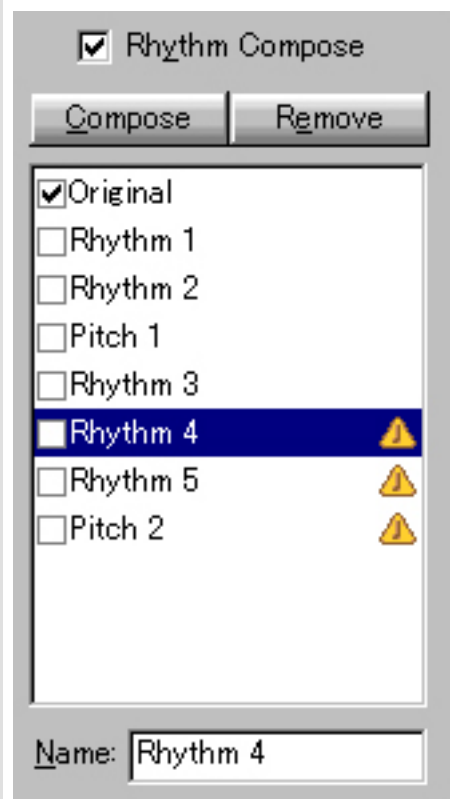 Rhythm Compose
Compose Remove
Original
Rhythm 1
Rhythm 2
Pitch 1
Rhythm 3
Rhythm 4
Rhythm 5
Pitch 2
Name: Rhythm 4